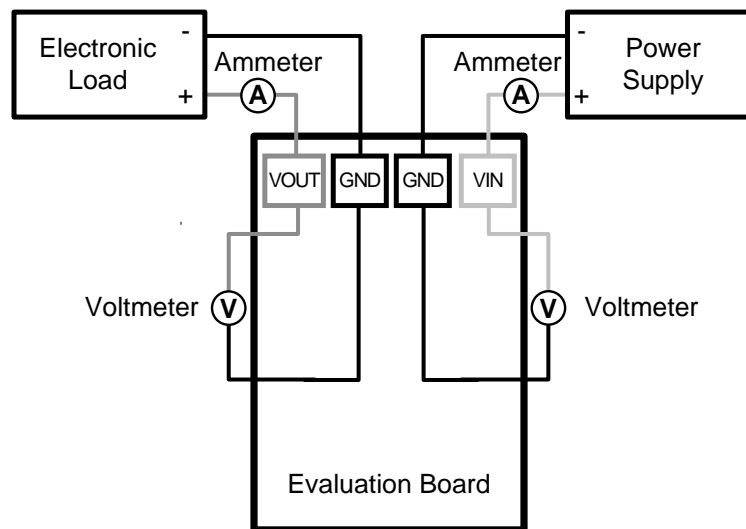 Electronic
Load
-
+
Ammeter
A
Ammeter
A
-
+
Power
Supply
VOUT
GND
GND
VIN
Voltmeter
V
V
Voltmeter
Evaluation Board